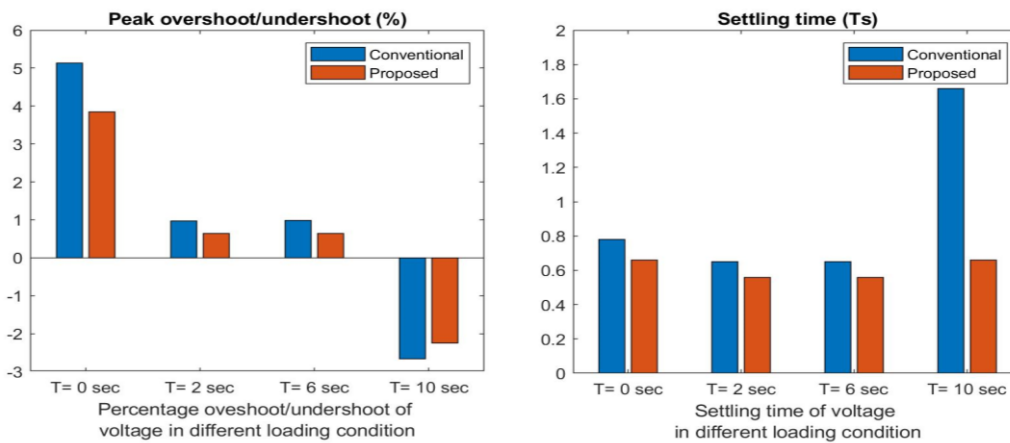 Peak overshoot/undershoot (%)
6
5
4
3
2
1
0
-1
-2
-3
Conventional
Proposed
T= 0 sec
T= 2 sec
T= 6 sec
T= 10 sec
Percentage oveshoot/undershoot of
voltage in different loading condition
Settling time (Ts)
2
1.8
1.6
1.4
1.2
1
0.8
0.6
0.4
0.2
0
Conventional
Proposed
T= 0 sec
T= 2 sec
T= 6 sec
T= 10 sec
Settling time of voltage
in different loading condition